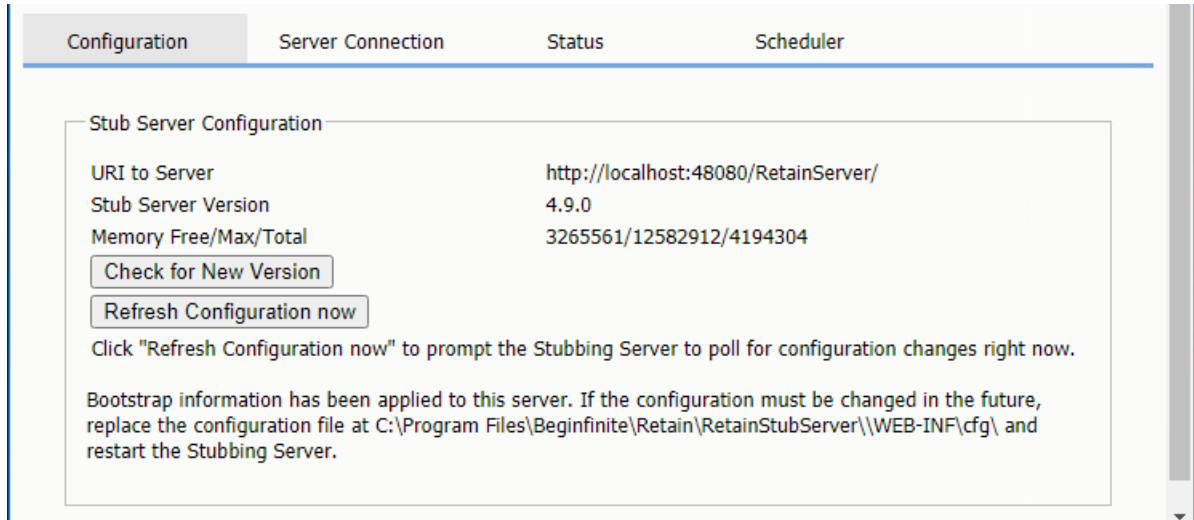 Configuration Server Connection Status Scheduler
Stub Server Configuration
URI to Server http://localhost:48080/RetainServer/
Stub Server Version 4.9.0
Memory Free/Max/Total 3265561/12582912/4194304
Check for New Version
Refresh Configuration now
Click "Refresh Configuration now" to prompt the Stubbing Server to poll for configuration changes right now.
Bootstrap information has been applied to this server. If the configuration must be changed in the future,
replace the configuration file at C:\Program Files\Beginfinite\Retain\RetainStubServer\\WEB-INF\cfg\ and
restart the Stubbing Server.